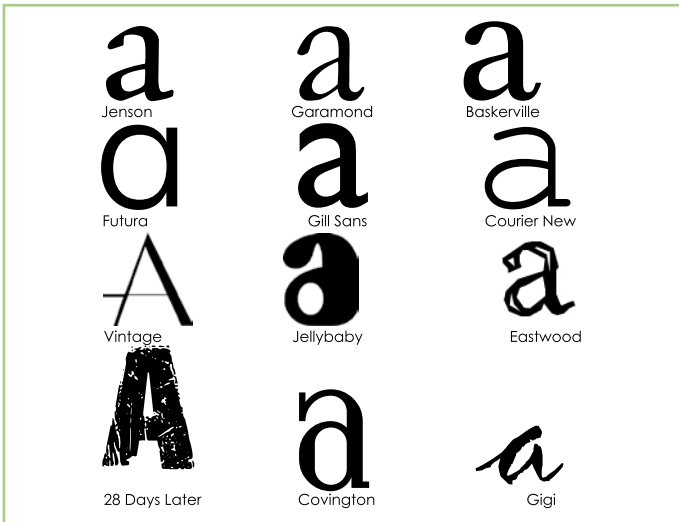 a a a
Jenson Garamond Baskerville
a a a
Futura Gill Sans Courier New
A a a
Vintage Jellybaby Eastwood
A a a
28 Days Later Covington Gigi